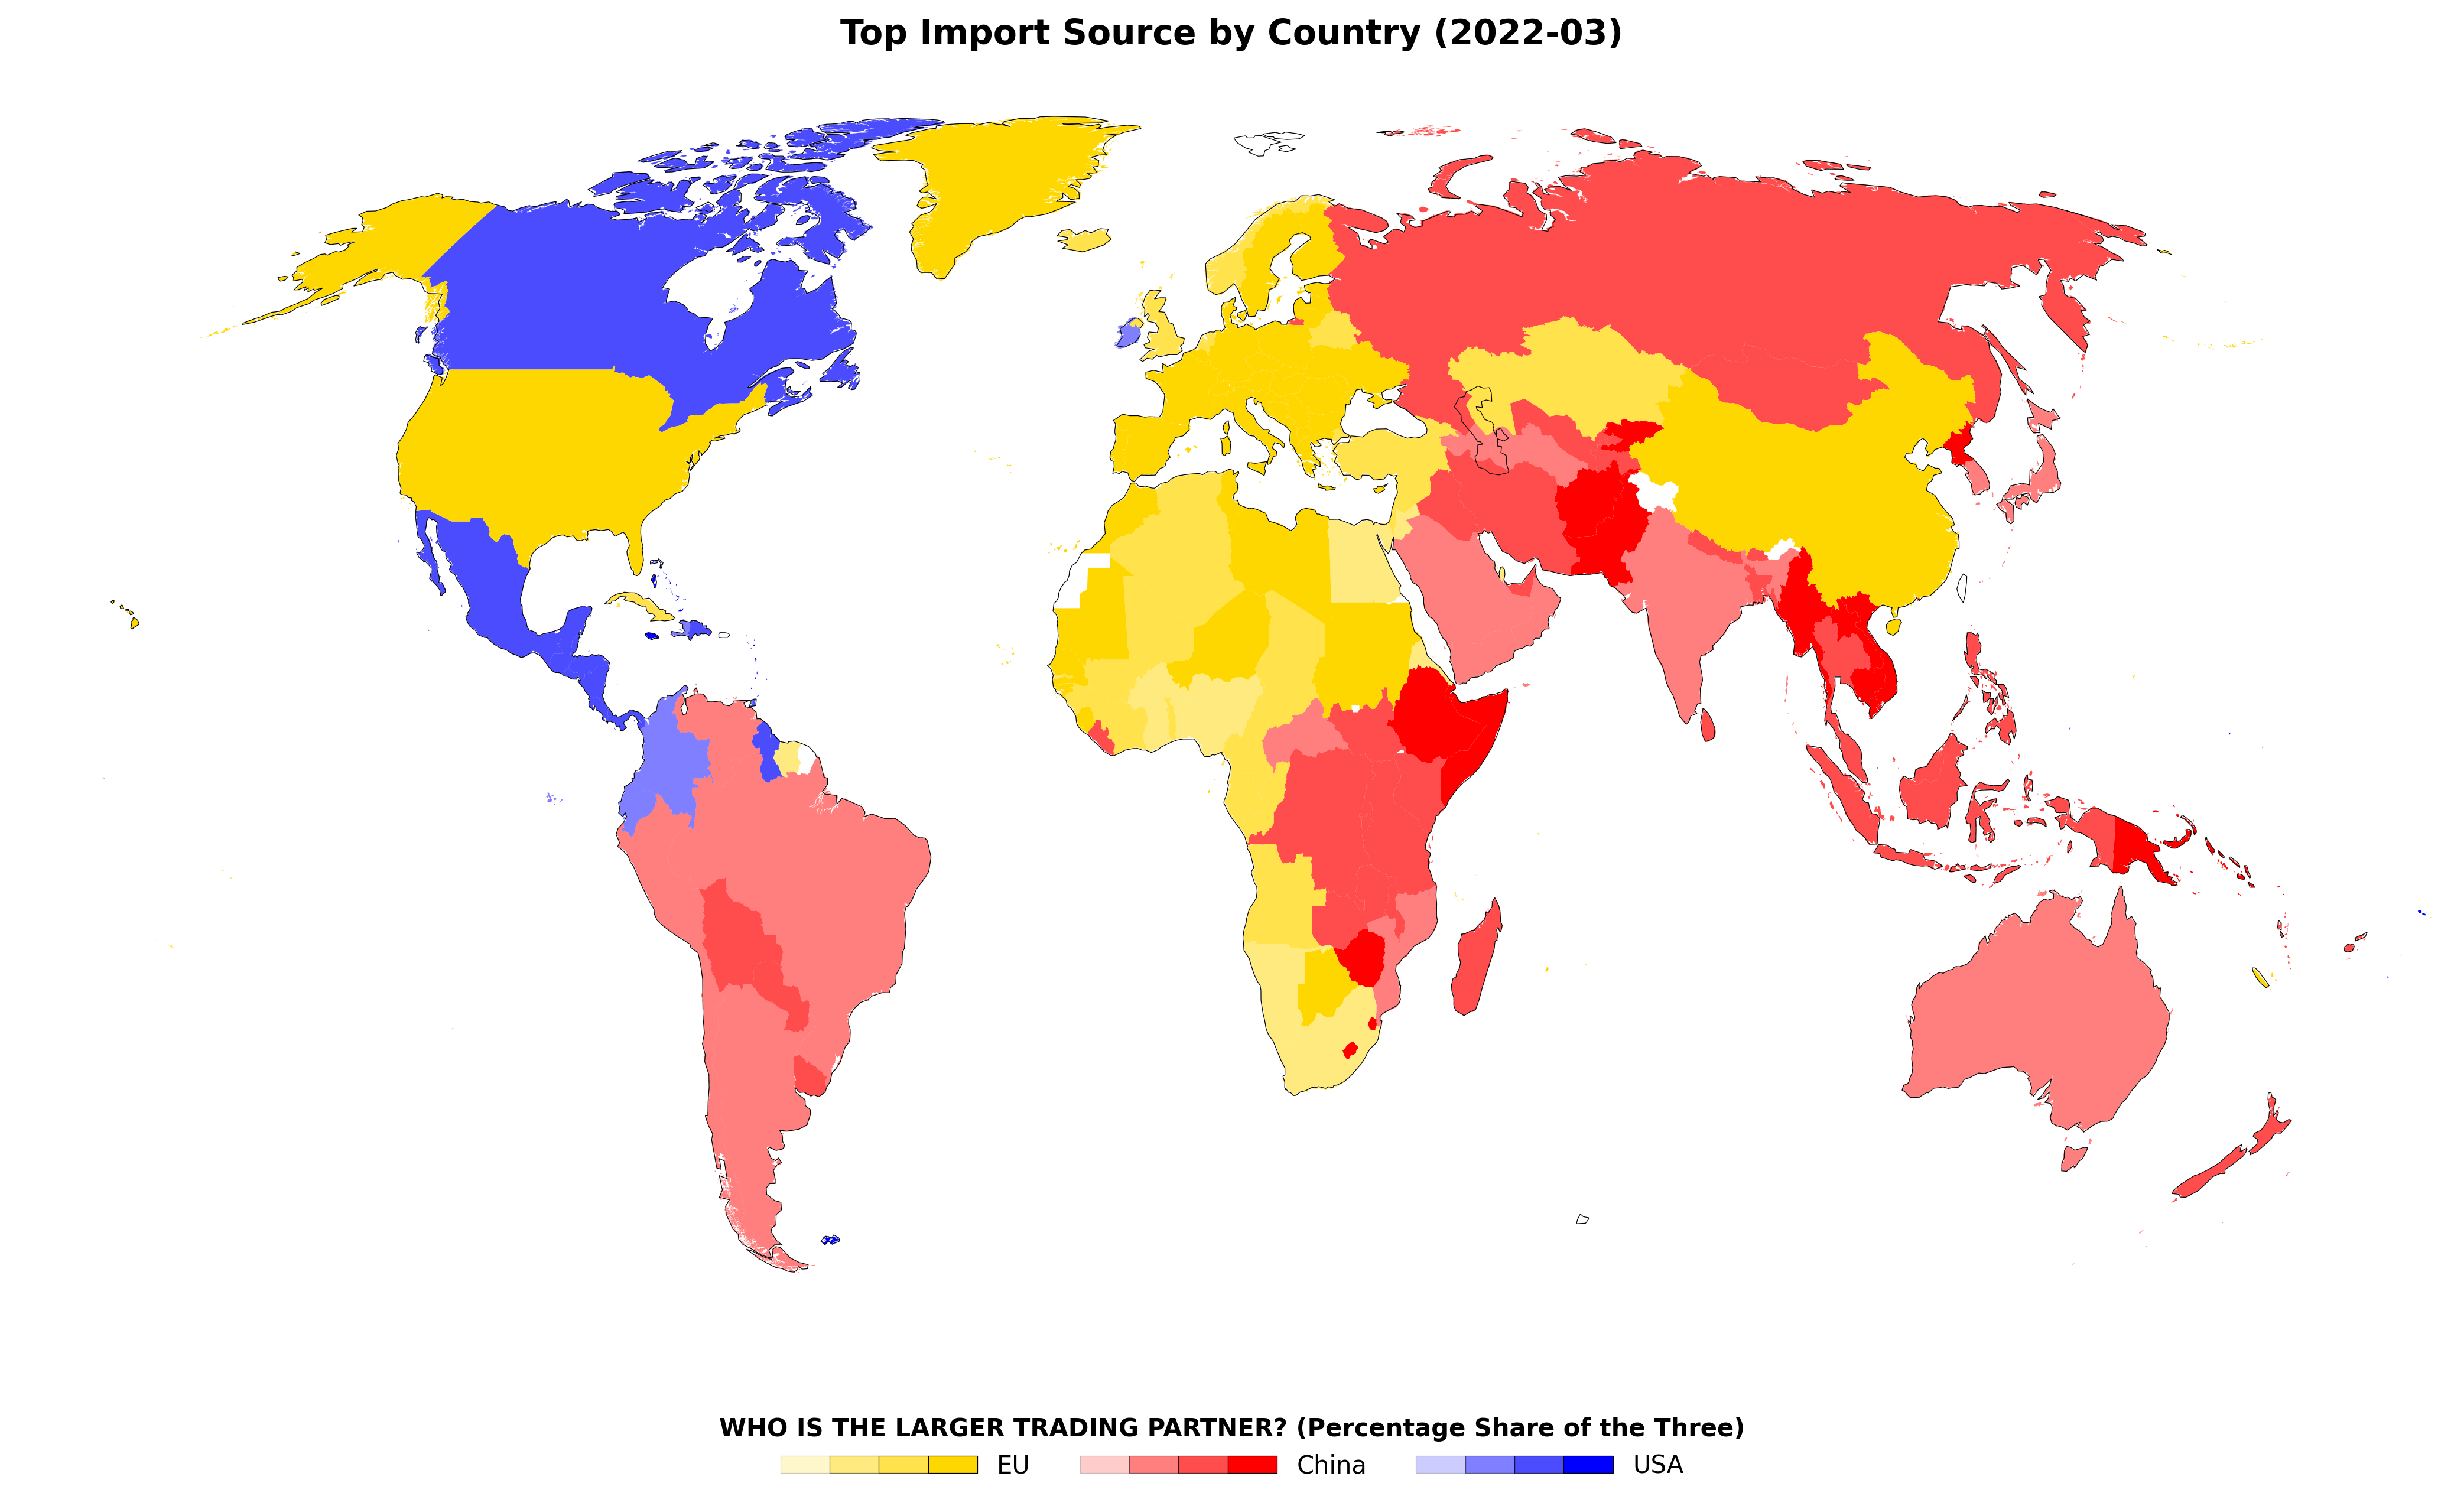 Top Import Source by Country (2022-03)
WHO IS THE LARGER TRADING PARTNER? (Percentage Share of the Three)
EU China USA